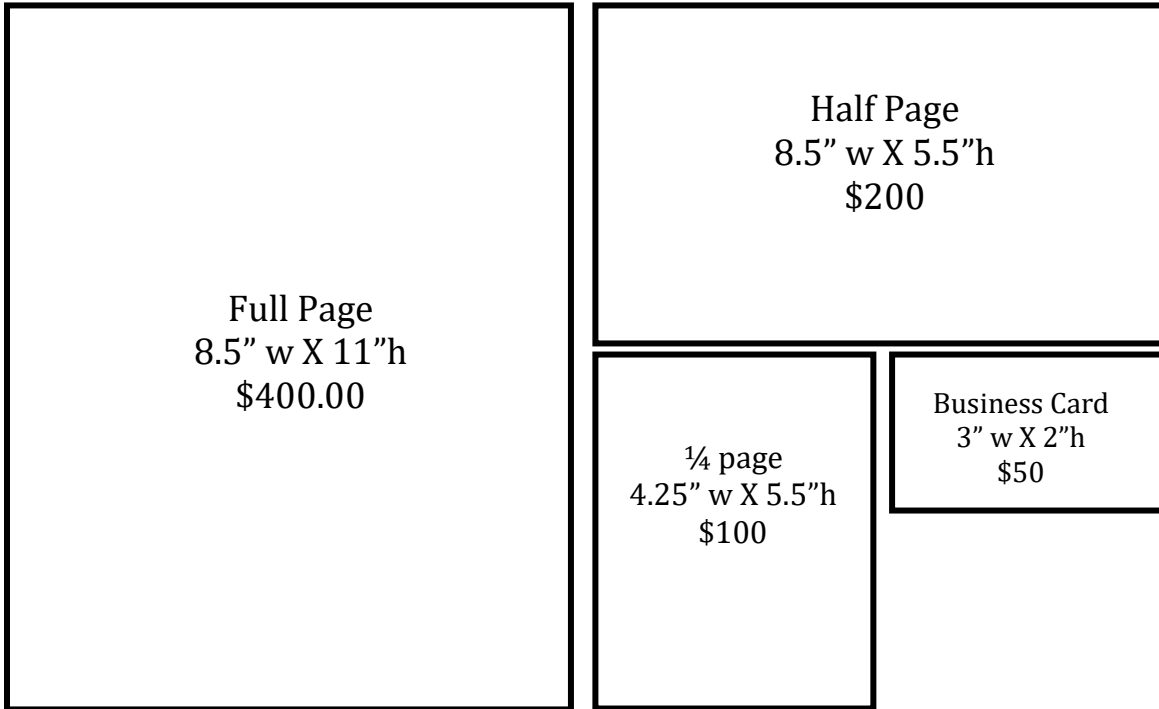 Full Page
8.5” w X 11”h
$400.00
Half Page
8.5” w X 5.5”h
$200
¼ page
4.25” w X 5.5”h
$100
Business Card
3” w X 2”h
$50